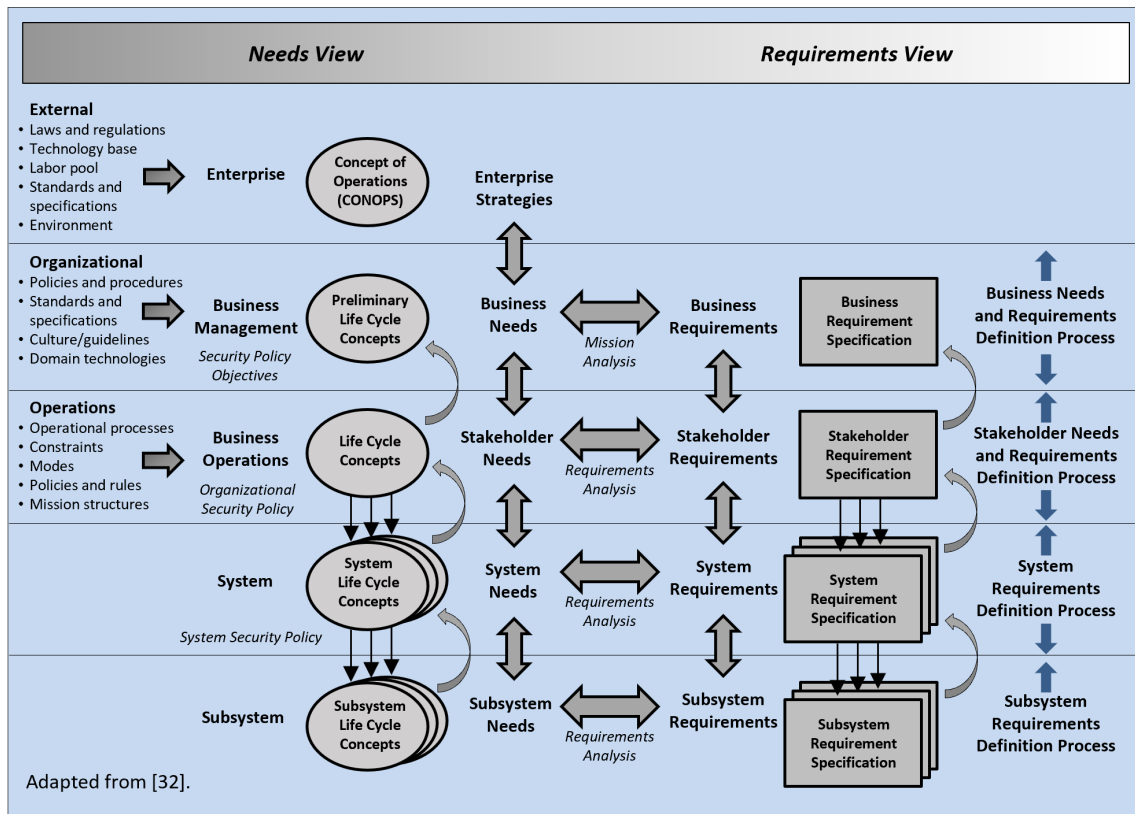 Needs View
Requirements View
External
• Laws and regulations
• Technology base
• Labor pool
• Standards and
specifications
• Environment
Enterprise
Concept of
Operations
(CONOPS)
Enterprise
Strategies
Organizational
• Policies and procedures
• Standards and
specifications
• Culture/guidelines
• Domain technologies
Business
Management
Security Policy
Objectives
Preliminary
Life Cycle
Concepts
Business
Needs
Mission
Analysis
Business
Requirements
Business
Requirement
Specification
Business Needs
and Requirements
Definition Process
Operations
• Operational processes
• Constraints
• Modes
• Policies and rules
• Mission structures
Business
Operations
Organizational
Security Policy
Life Cycle
Concepts
Stakeholder
Needs
Requirements
Analysis
Stakeholder
Requirements
Stakeholder
Requirement
Specification
Stakeholder Needs
and Requirements
Definition Process
System
System Security Policy
System
Life Cycle
Concepts
System
Needs
Requirements
Analysis
System
Requirements
System
Requirement
Specification
System
Requirements
Definition Process
Subsystem
Subsystem
Life Cycle
Concepts
Subsystem
Needs
Requirements
Analysis
Subsystem
Requirements
Subsystem
Requirement
Specification
Subsystem
Requirements
Definition Process
Adapted from [32].